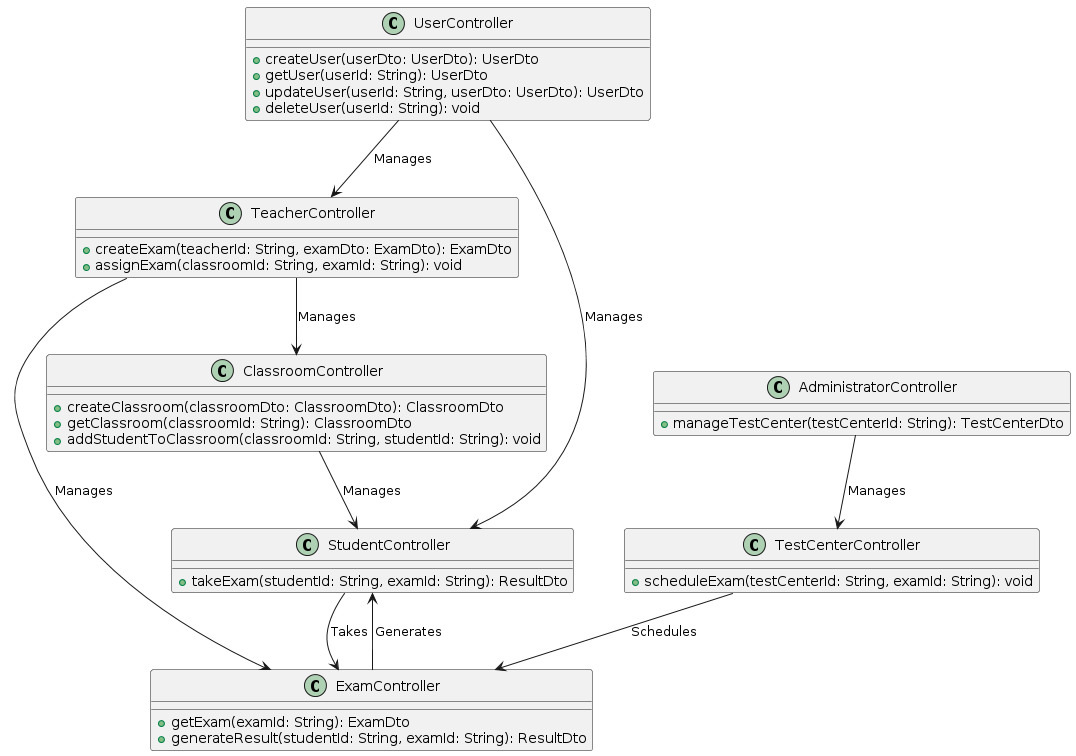 C UserController
createUser(userDto: UserDto): UserDto
getUser(userId: String): UserDto
updateUser(userId: String, userDto: UserDto): UserDto
deleteUser(userId: String): void
Manages
C TeacherController
createExam(teacherId: String, examDto: ExamDto): ExamDto
assignExam(classroomId: String, examId: String): void
Manages
Manages
C ClassroomController
createClassroom(classroomDto: ClassroomDto): ClassroomDto
getClassroom(classroomId: String): ClassroomDto
addStudentToClassroom(classroomId: String, studentId: String): void
C AdministratorController
manageTestCenter(testCenterId: String): TestCenterDto
Manages
Manages
Manages
C StudentController
takeExam(studentId: String, examId: String): ResultDto
C TestCenterController
scheduleExam(testCenterId: String, examId: String): void
Takes
Generates
Schedules
C ExamController
getExam(examId: String): ExamDto
generateResult(studentId: String, examId: String): ResultDto